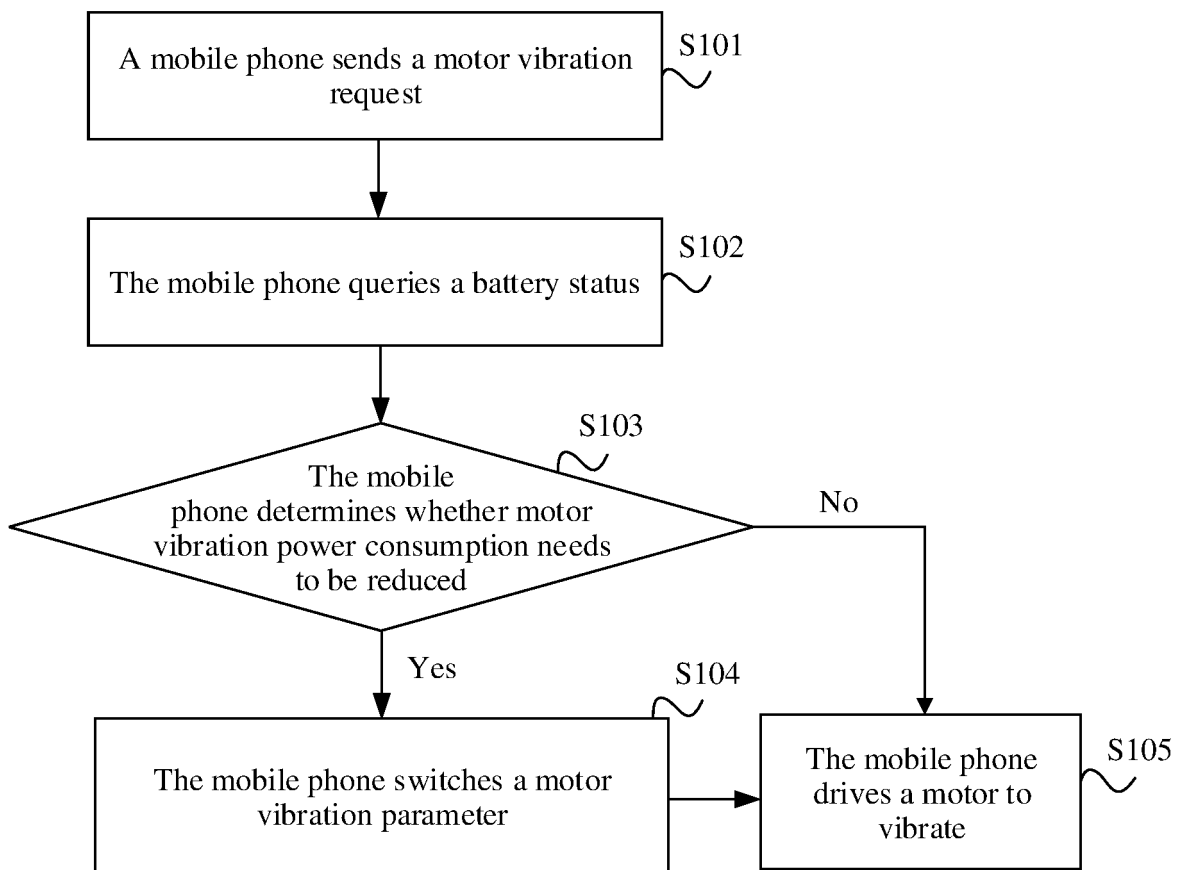 A mobile phone sends a motor vibration
request
S101
The mobile phone queries a battery status
S102
The mobile
phone determines whether motor
vibration power consumption needs
to be reduced
S103
No
Yes
The mobile phone switches a motor
vibration parameter
S104
The mobile phone
drives a motor to
vibrate
S105